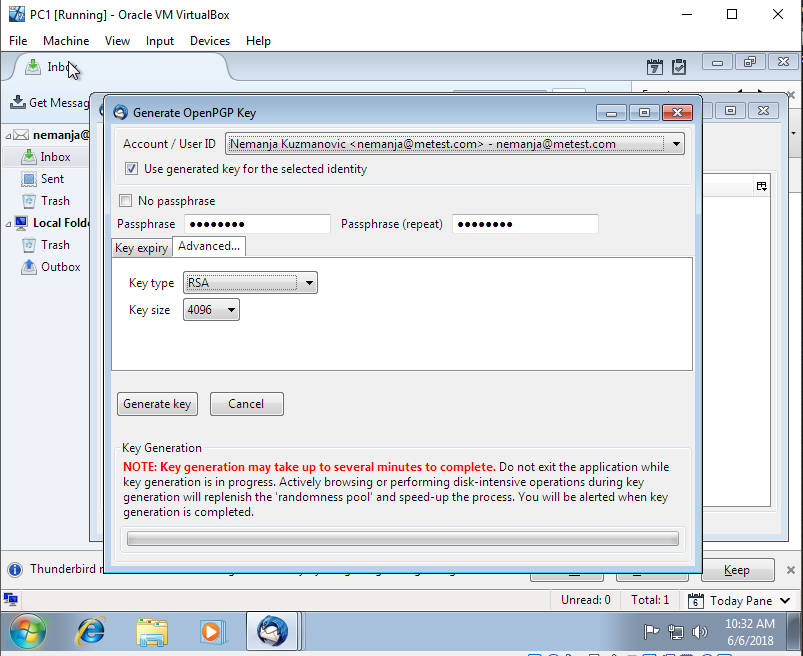 PC1 [Running] - Oracle VM VirtualBox
File Machine View Input Devices Help
Inbo
7
Get Messag
Generate OpenPGP Key
nemanja@
Account / User ID Nemanja Kuzmanovic <nemanja@metest.com> - nemanja@metest.com
Inbox
Use generated key for the selected identity
Sent
Trash
No passphrase
Local Folde
Passphrase ●●●●●●●● Passphrase (repeat) ●●●●●●●●
Trash
Key expiry Advanced...
Outbox
Key type RSA
Key size 4096
Generate key Cancel
Key Generation
NOTE: Key generation may take up to several minutes to complete. Do not exit the application while
key generation is in progress. Actively browsing or performing disk-intensive operations during key
generation will replenish the 'randomness pool' and speed-up the process. You will be alerted when key
generation is completed.
Thunderbird
Keep
Unread: 0 Total: 1 6 Today Pane
10:32 AM
6/6/2018